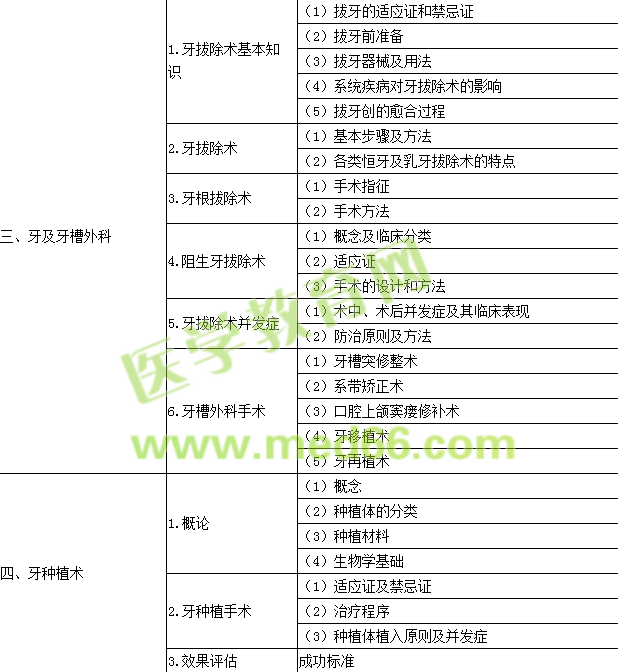 三、牙及牙槽外科
1.牙拔除术基本知
识
（1）拔牙的适应证和禁忌证
（2）拔牙前准备
（3）拔牙器械及用法
（4）系统疾病对牙拔除术的影响
（5）拔牙创的愈合过程
2.牙拔除术
（1）基本步骤及方法
（2）各类恒牙及乳牙拔除术的特点
3.牙根拔除术
（1）手术指征
（2）手术方法
4.阻生牙拔除术
（1）概念及临床分类
（2）适应证
（3）手术的设计和方法
5.牙拔除术并发症
（1）术中、术后并发症及其临床表现
（2）防治原则及方法
6.牙槽外科手术
（1）牙槽突修整术
（2）系带矫正术
（3）口腔上颌窦瘘修补术
（4）牙移植术
（5）牙再植术
四、牙种植术
1.概论
（1）概念
（2）种植体的分类
（3）种植材料
（4）生物学基础
2.牙种植手术
（1）适应证及禁忌证
（2）治疗程序
（3）种植体植入原则及并发症
3.效果评估
成功标准
医学教育网
www.med66.com